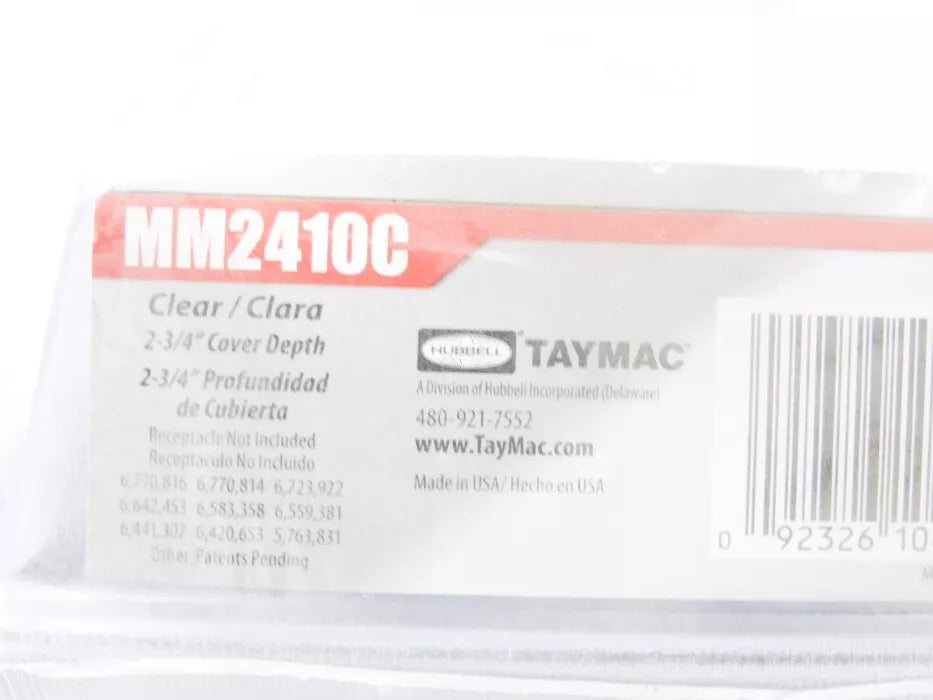 MM2410C
Clear / Clara
2-3/4" Cover Depth
2-3/4" Profundidad
de Cubierta
Receptacle Not Included
Receptaculo No Incluido
6,770,816 6,770,814 6,723,922
6,642,453 6,583,358 6,559,381
6,441,307 6,420,653 5,763,831
Other Patents Pending
HUBBELL TAYMAC
A Division of Hubbell Incorporated (Delaware)
480-921-7552
www.TayMac.com
Made in USA/ Hecho en USA
0 92326 10